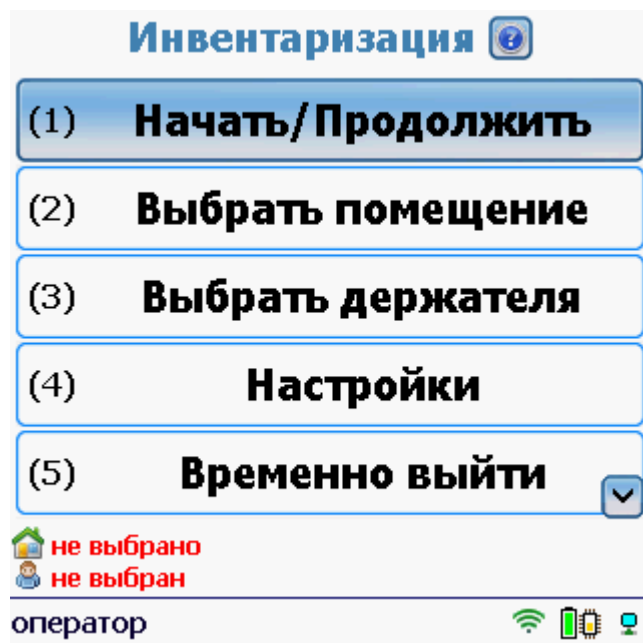 Инвентаризация
(1) Начать/Продолжить
(2) Выбрать помещение
(3) Выбрать держателя
(4) Настройки
(5) Временно выйти
не выбрано
не выбран
оператор